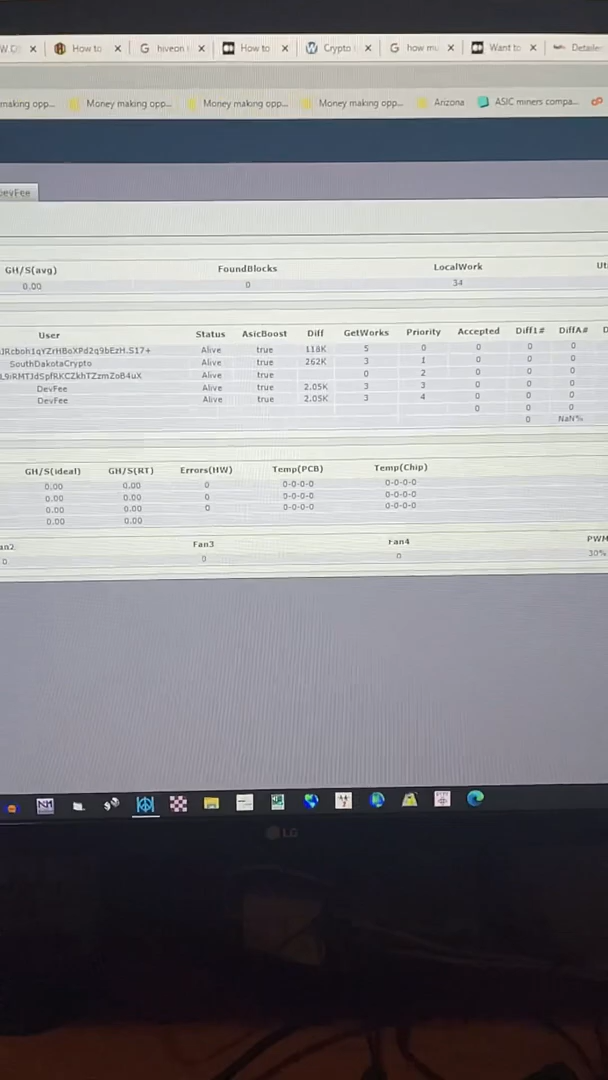 How to
G hiveon
How to
Crypto
G how mu
Want to
Detaile
making opp...
Money making opp...
Money making opp...
Money making opp...
Arizona
ASIC miners compa...
DevFee
GH/S(avg) FoundBlocks LocalWork Ut
0.00 0 34
User Status AsicBoost Diff GetWorks Priority Accepted Diff1# DiffA# D
Alive true 118K 5 0 0 0 0
SouthDakotaCrypto Alive true 262K 3 1 0 0 0
Alive true 0 2 0 0 0
DevFee Alive true 2.05K 3 3 0 0 0
DevFee Alive true 2.05K 3 4 0 0 0
0 0 0
0 NaN%
GH/S(ideal) GH/S(RT) Errors(HW) Temp(PCB) Temp(Chip)
0.00 0.00 0 0-0-0-0 0-0-0-0
0.00 0.00 0 0-0-0-0 0-0-0-0
0.00 0.00 0 0-0-0-0 0-0-0-0
0.00 0.00
an2 Fan3 Fan4 PWM
0 0 0 30%
NM
LG